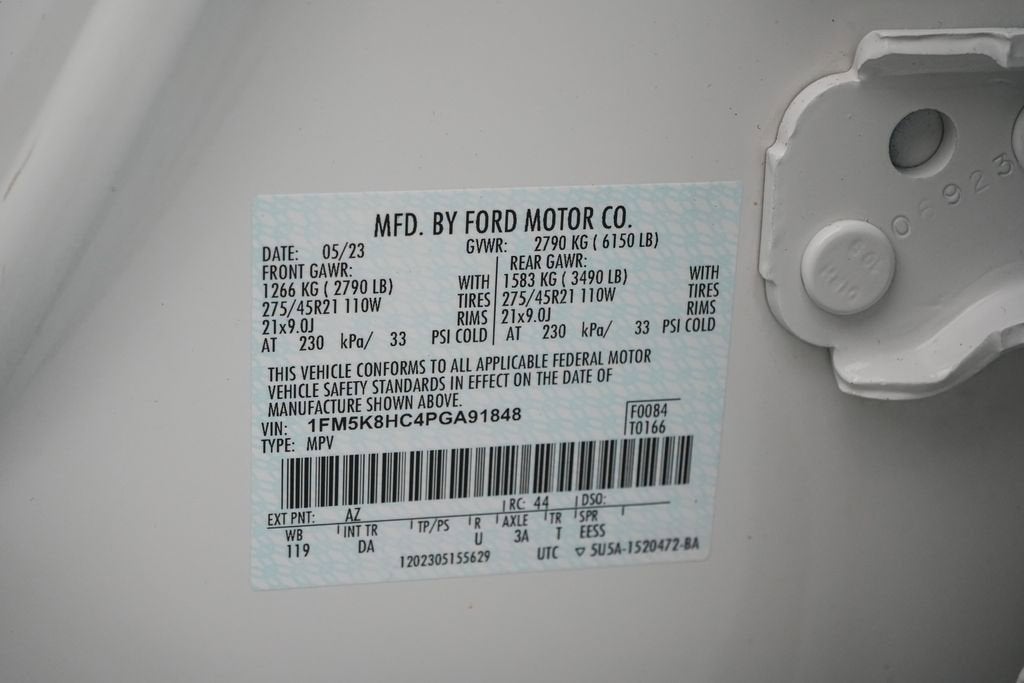 MFD. BY FORD MOTOR CO.
DATE: 05/23 GVWR: 2790 KG ( 6150 LB)
FRONT GAWR: REAR GAWR:
1266 KG ( 2790 LB) WITH 1583 KG ( 3490 LB) WITH
275/45R21 110W TIRES 275/45R21 110W TIRES
21x9.0J RIMS 21x9.0J RIMS
AT 230 kPa/ 33 PSI COLD AT 230 kPa/ 33 PSI COLD
THIS VEHICLE CONFORMS TO ALL APPLICABLE FEDERAL MOTOR
VEHICLE SAFETY STANDARDS IN EFFECT ON THE DATE OF
MANUFACTURE SHOWN ABOVE.
VIN: 1FM5K8HC4PGA91848 F0084
TYPE: MPV T0166
EXT PNT: AZ RC: 44 DSO:
WB INT TR TP/PS R AXLE TR SPR
119 DA U 3A T EESS
1202305155629 UTC ▽ 5U5A-1520472-BA
06923